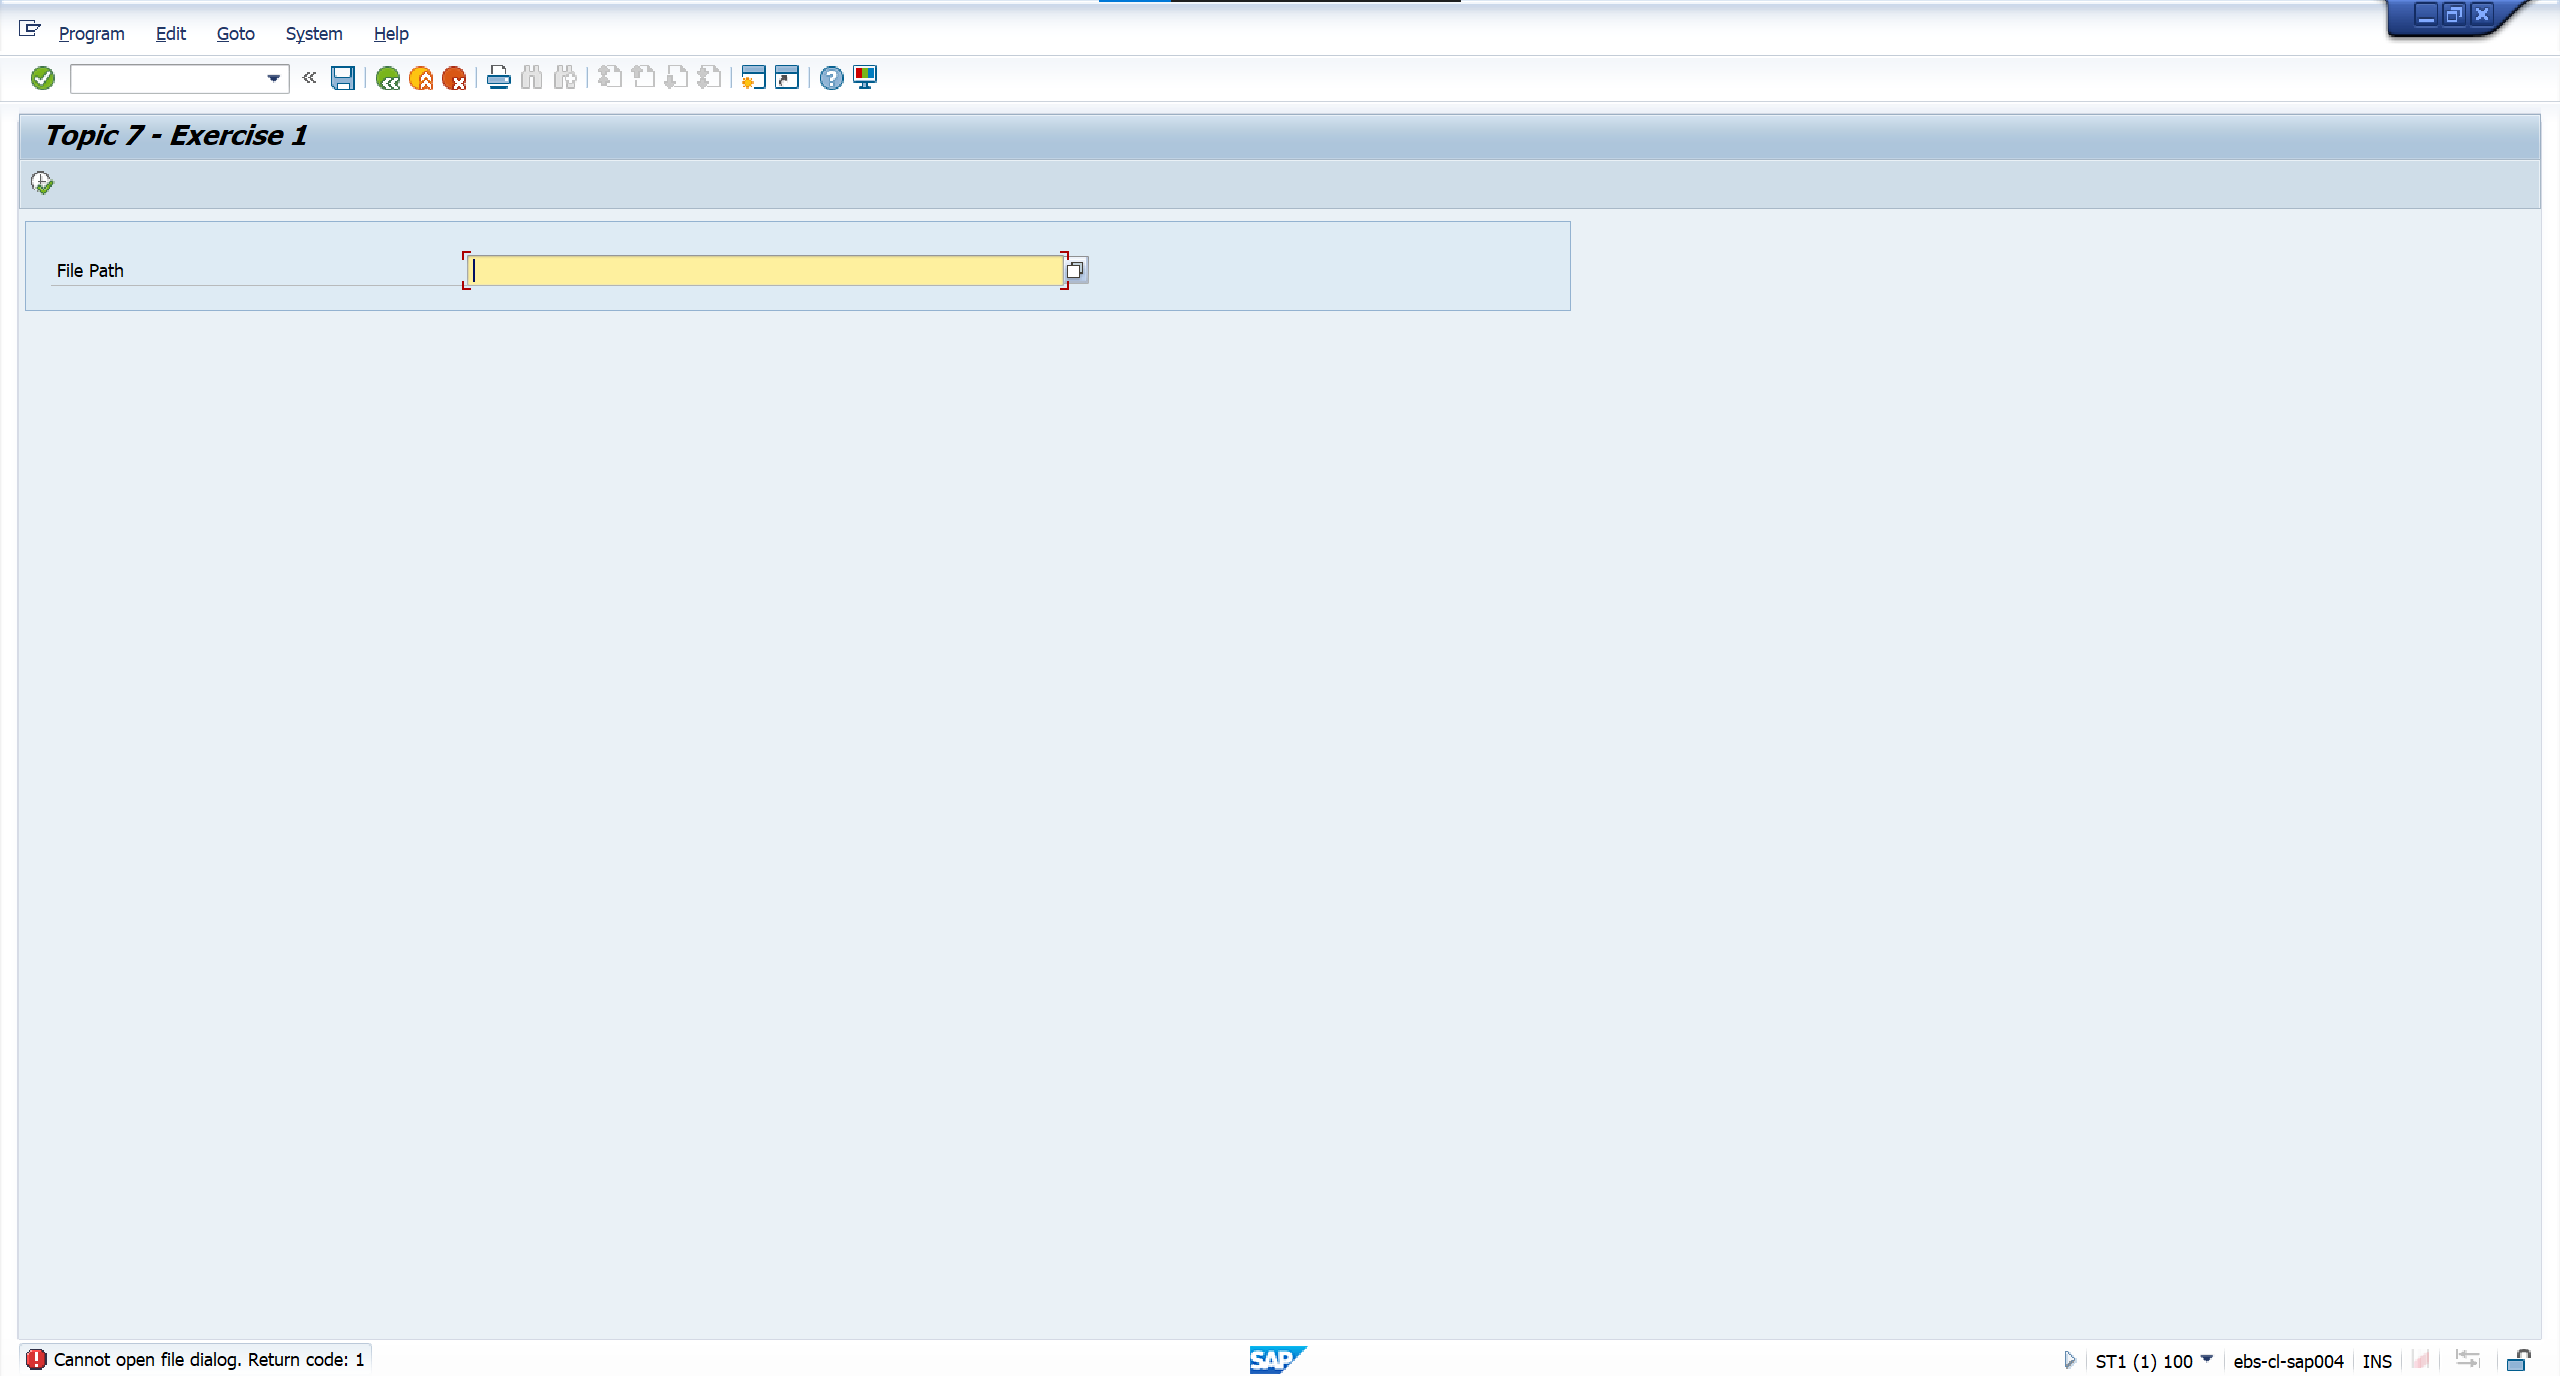 Program Edit Goto System Help
Topic 7 - Exercise 1
File Path
Cannot open file dialog. Return code: 1
SAP
ST1 (1) 100
ebs-cl-sap004
INS